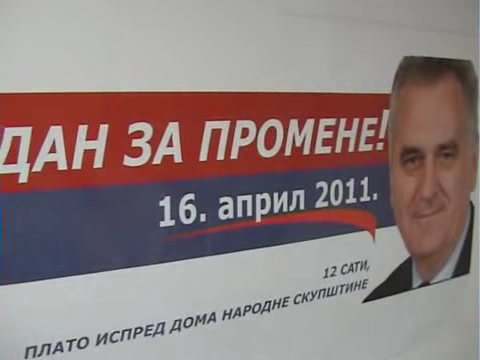 ДАН ЗА ПРОМЕНЕ!
16. април 2011.
12 САТИ,
ПЛАТО ИСПРЕД ДОМА НАРОДНЕ СКУПШТИНЕ